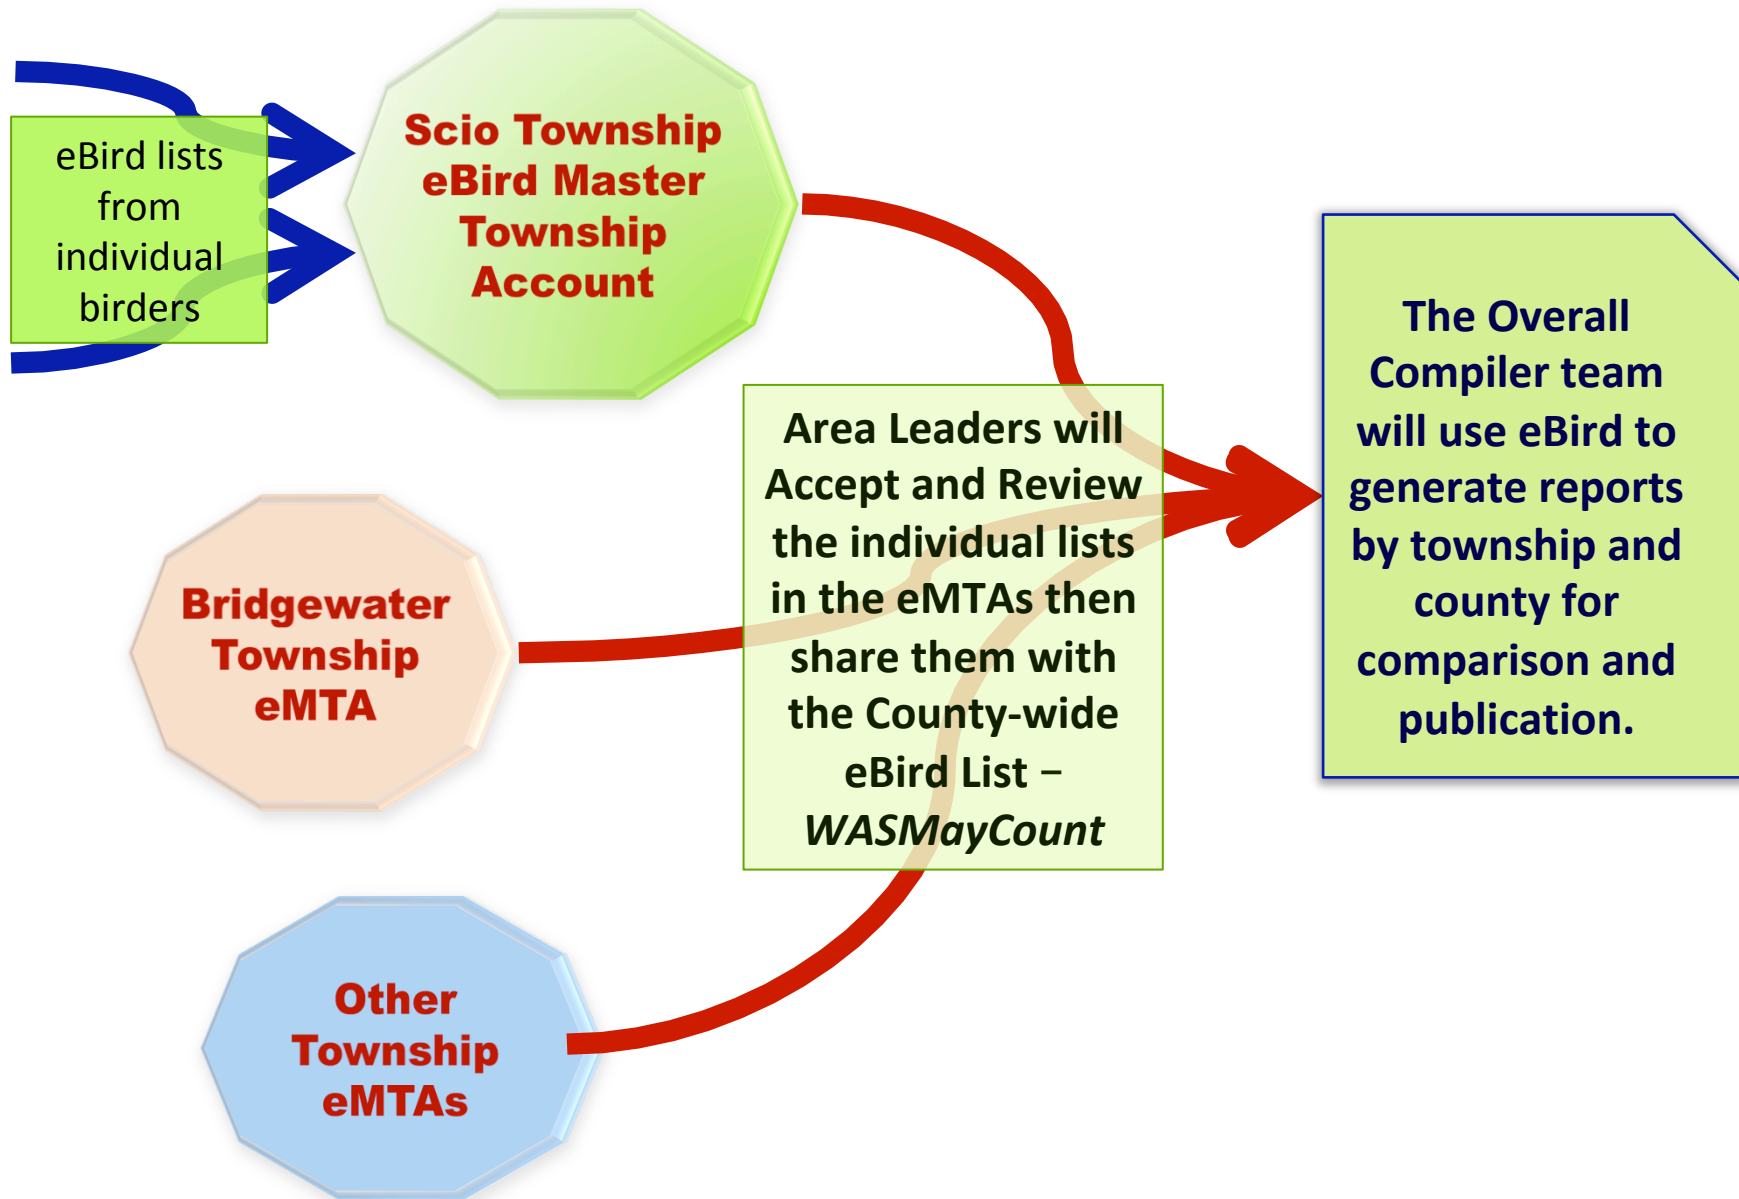 eBird lists
from
individual
birders
Scio Township
eBird Master
Township
Account
Bridgewater
Township
eMTA
Other
Township
eMTAs
Area Leaders will
Accept and Review
the individual lists
in the eMTAs then
share them with
the County-wide
eBird List –
WASMayCount
The Overall
Compiler team
will use eBird to
generate reports
by township and
county for
comparison and
publication.